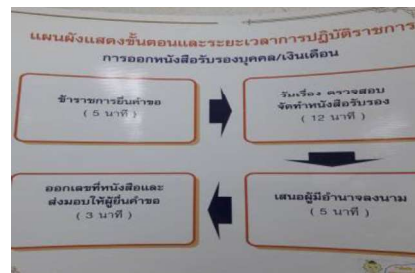 แผนผังแสดงขั้นตอนและระยะเวลาการปฏิบัติราชการ
การออกหนังสือรับรองบุคคล/เงินเดือน
ข้าราชการยื่นคำขอ
( 5 นาที )
รับเรื่อง ตรวจสอบ
จัดทำหนังสือรับรอง
( 12 นาที )
เสนอผู้มีอำนาจลงนาม
( 5 นาที )
ออกเลขที่หนังสือและ
ส่งมอบให้ผู้ยื่นคำขอ
( 3 นาที )